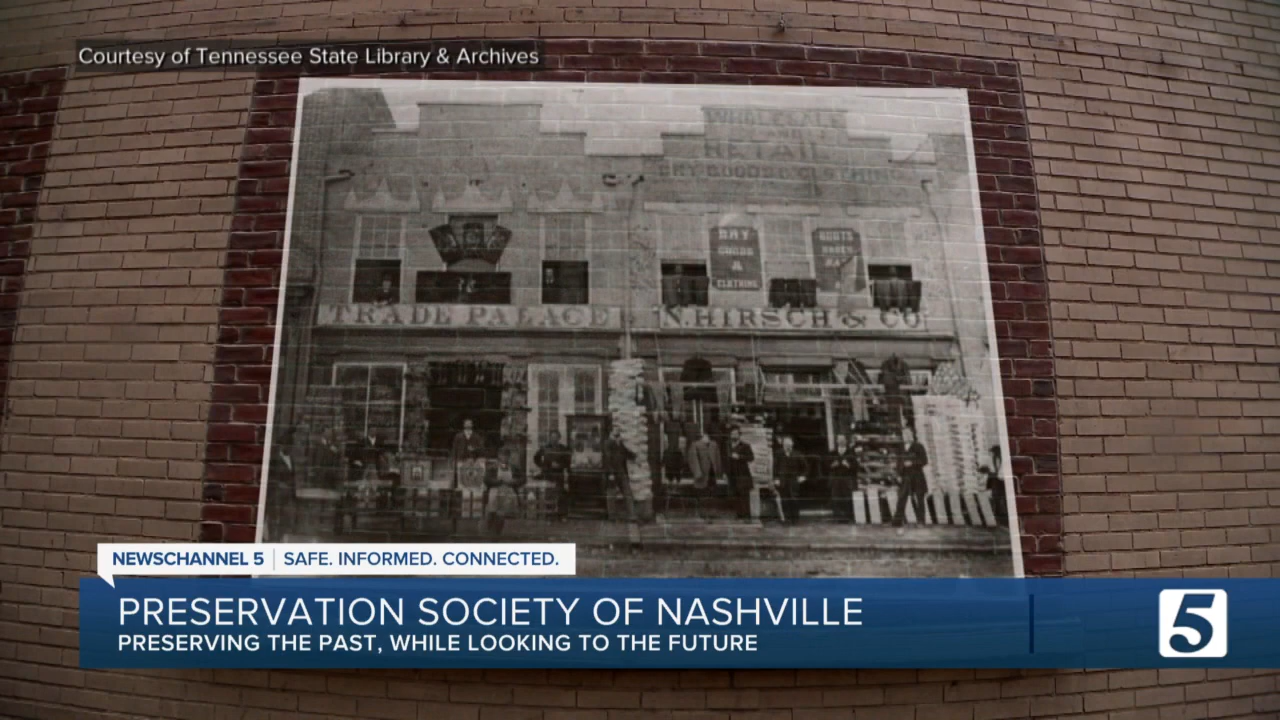 Courtesy of Tennessee State Library & Archives
WHOLESALE
AND
RETAIL
DRY GOODS & CLOTHING
DRY
GOODS
&
CLOTHING
BOOTS
TRADE PALACE
N. HIRSCH & CO
NEWSCHANNEL 5 | SAFE. INFORMED. CONNECTED.
PRESERVATION SOCIETY OF NASHVILLE
PRESERVING THE PAST, WHILE LOOKING TO THE FUTURE
5